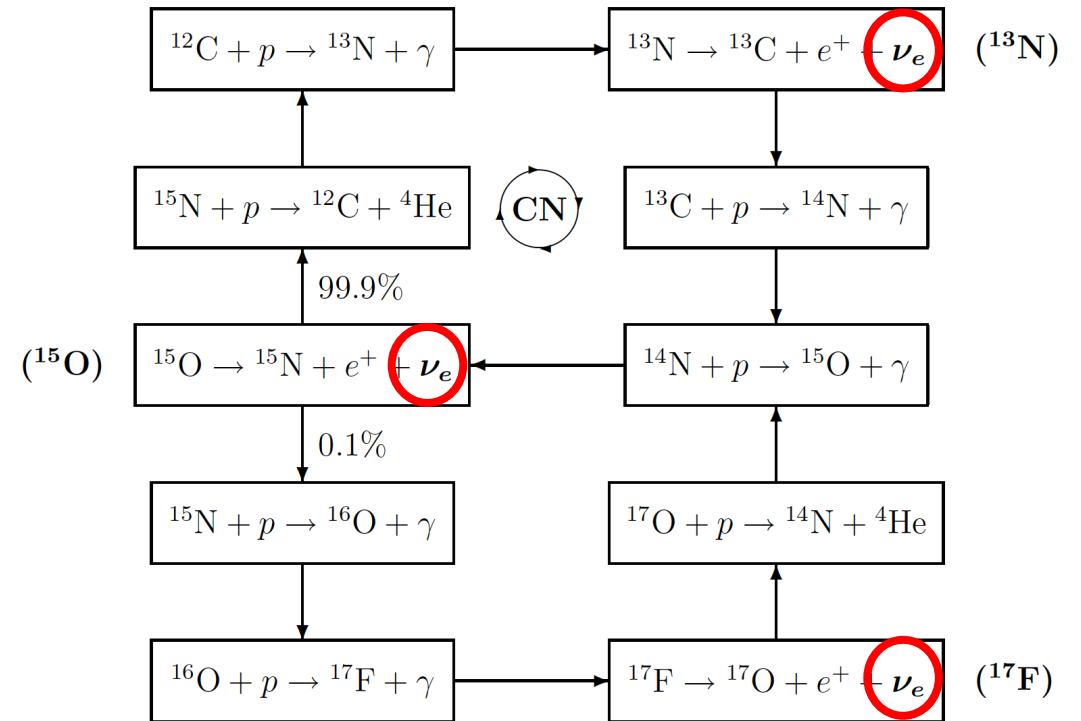 ¹²C + p → ¹³N + γ
¹³N → ¹³C + e⁺ + νₑ
(¹³N)
¹⁵N + p → ¹²C + ⁴He
CN
¹³C + p → ¹⁴N + γ
99.9%
(¹⁵O)
¹⁵O → ¹⁵N + e⁺ + νₑ
¹⁴N + p → ¹⁵O + γ
0.1%
¹⁵N + p → ¹⁶O + γ
¹⁷O + p → ¹⁴N + ⁴He
¹⁶O + p → ¹⁷F + γ
¹⁷F → ¹⁷O + e⁺ + νₑ
(¹⁷F)